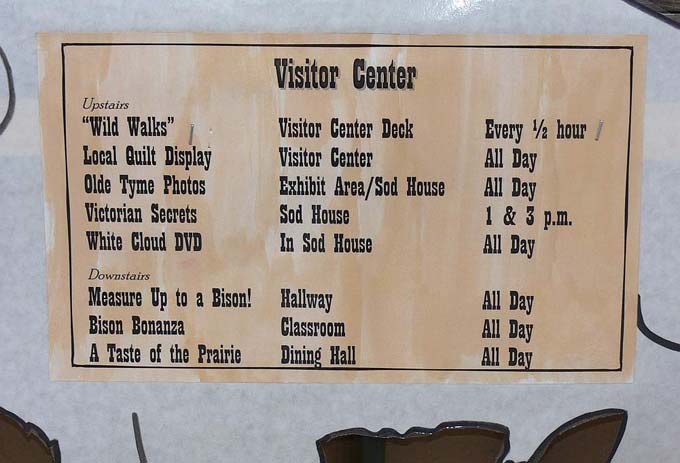 Visitor Center
Upstairs
“Wild Walks” Visitor Center Deck Every ½ hour
Local Quilt Display Visitor Center All Day
Olde Tyme Photos Exhibit Area/Sod House All Day
Victorian Secrets Sod House 1 & 3 p.m.
White Cloud DVD In Sod House All Day
Downstairs
Measure Up to a Bison! Hallway All Day
Bison Bonanza Classroom All Day
A Taste of the Prairie Dining Hall All Day